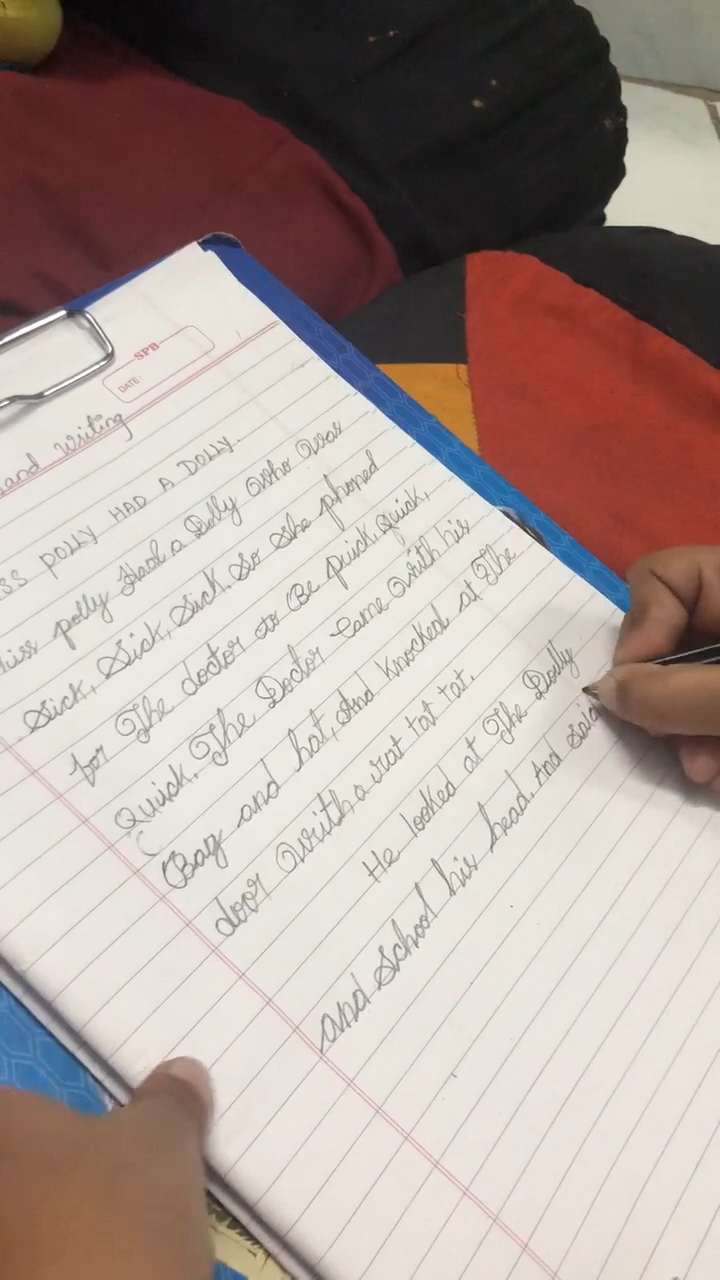 SPB
DATE:
and Writing
SS POLLY HAD A DOLLY.
iss polly Had a Dolly Who Was
Sick, Sick, Sick. So She phoned
for The doctor to Be quick, quick,
Quick. The Doctor Came With his
Bag and hat, And Knocked at The
door With a rat tat tat.
He looked at The Dolly
and School his head. And said